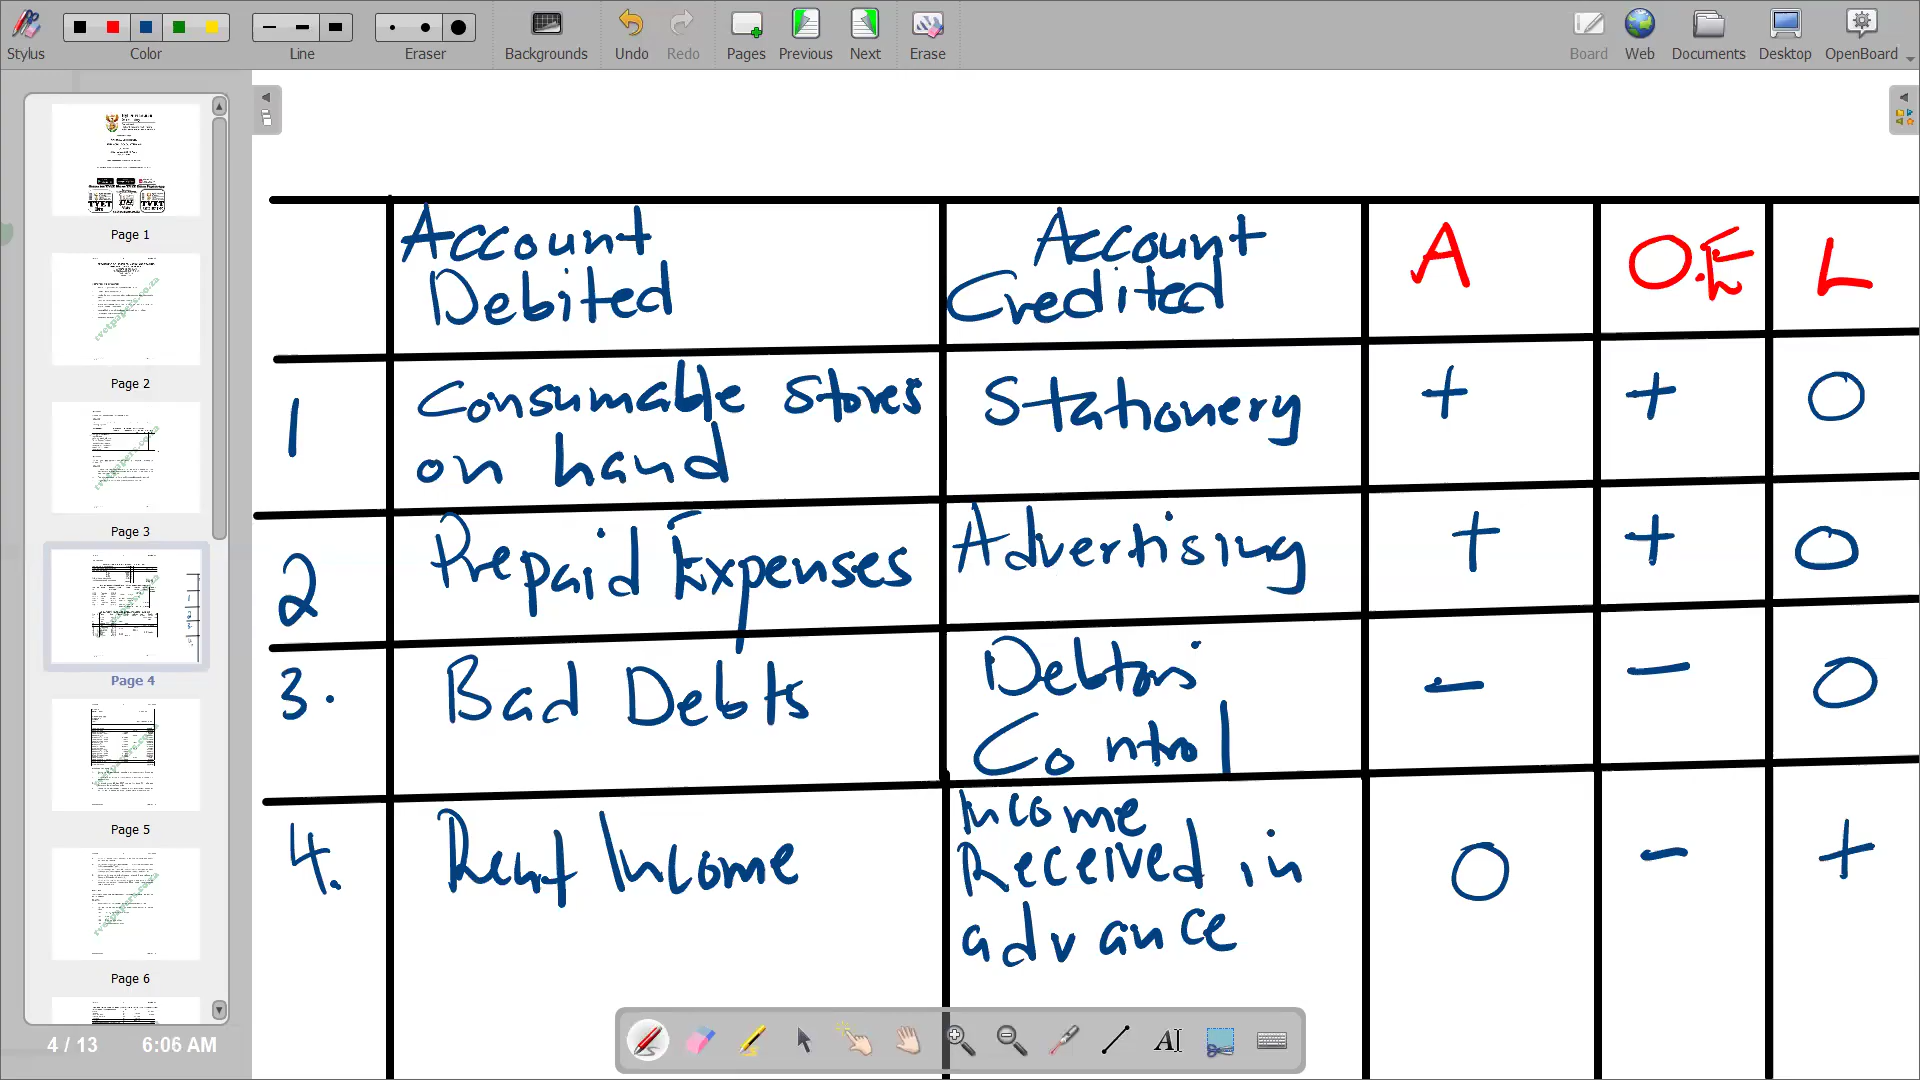 Stylus
Color
Line
Eraser
Backgrounds
Undo
Redo
Pages
Previous
Next
Erase
Board
Web
Documents
Desktop
OpenBoard
Page 1
Page 2
Page 3
Page 4
Page 5
Page 6
4 / 13
6:06 AM
Account Debited
Account Credited
A
O.E
L
1
Consumable stores on hand
Stationery
+
+
0
2
Prepaid Expenses
Advertising
+
+
0
3.
Bad Debts
Debtors Control
-
-
0
4.
Rent Income
Income Received in advance
0
-
+